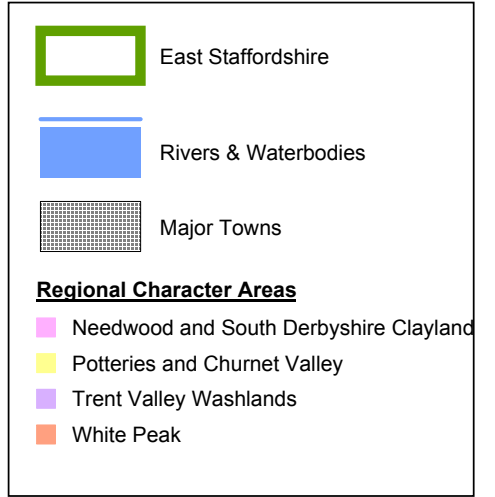 East Staffordshire
Rivers & Waterbodies
Major Towns
Regional Character Areas
Needwood and South Derbyshire Clayland
Potteries and Churnet Valley
Trent Valley Washlands
White Peak